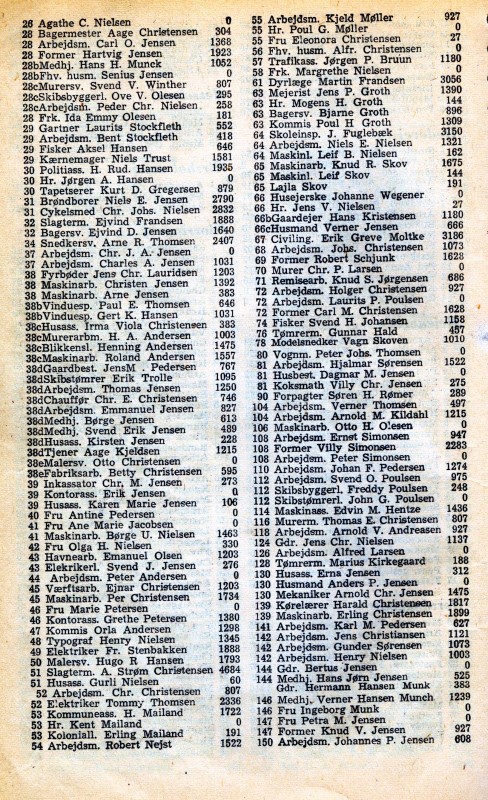 26 Agathe C. Nielsen 0
28 Bagermester Aage Christensen 304
28 Arbejdsm. Carl O. Jensen 1368
28 Former Hartvig Jensen 1923
28bMedhj. Hans H. Munck 1052
28bFhv. husm. Senius Jensen 0
28cMurersv. Svend V. Winther 807
28cSkibsbyggerl. Ove V. Olesen 295
28cArbejdsm. Peder Chr. Nielsen 258
28 Frk. Ida Emmy Olesen 181
29 Gartner Laurits Stockfleth 552
29 Arbejdsm. Bent Stockfleth 418
29 Fisker Aksel Hansen 646
29 Kærnemager Niels Trust 1581
30 Politiass. H. Rud. Hansen 1935
30 Hr. Jørgen A. Hansen 0
30 Tapetserer Kurt D. Gregersen 879
31 Brøndborer Niels E. Jensen 2790
31 Cykelsmed Chr. Johs. Nielsen 2832
32 Slagterm. Ejvind Frandsen 1888
32 Bagersv. Ejvind D. Jensen 1640
34 Snedkersv. Arne R. Thomsen 2407
37 Arbejdsm. Chr. J. A. Jensen 0
37 Arbejdsm. Charles A. Jensen 1031
38 Fyrbøder Jens Chr. Lauridsen 1203
38 Maskinarb. Christen Jensen 1392
38 Maskinarb. Arne Jensen 383
38bVinduesp. Paul E. Thomsen 646
38bVinduesp. Gert K. Hansen 1031
38cHusass. Irma Viola Christensen 383
38cMurerarbm. H. A. Andersen 1003
38cBlikkensl. Henning Andersen 1475
38cMaskinarb. Roland Andersen 1557
38dGaardbest. JensM . Pedersen 767
38dSkibstømrer Erik Trolle 1095
38dArbejdsm. Thomas Jensen 1250
38dChauffør Chr. E. Christensen 746
38dArbejdsm. Emmanuel Jensen 827
38dMedhj. Børge Jensen 613
38dMedhj. Svend Erik Jensen 489
38dHusass. Kirsten Jensen 228
38dTjener Aage Kjeldsen 1215
38eMalersv. Otto Christensen 0
38eFabriksarb. Betty Christensen 595
39 Inkassator Chr, M. Jensen 273
39 Kontorass. Erik Jensen 0
39 Husass. Karen Marie Jensen 106
40 Fru Antine Pedersen 0
41 Fru Ane Marie Jacobsen 0
41 Maskinarb. Børge U. Nielsen 1463
42 Fru Olga H. Nielsen 330
43 Havnearb. Emanuel Olsen 1203
43 Elekrikerl. Svend J. Jensen 276
44 Arbejdsm. Peter Andersen 0
45 Værftsarb. Ejnar Christensen 1203
45 Maskinarb. Per Christensen 1734
46 Fru Marie Petersen 0
46 Kontorass. Grethe Petersen 1380
47 Kommis Orla Andersen 1298
48 Typograf Henry Nielsen 1345
49 Elektriker Fr. Stenbakken 1888
50 Malersv. Hugo R Hansen 1793
51 Slagterm. A. Strøm Christensen 4684
51 Husass. Gurli Nielsen 60
52 Arbejdsm. Chr. Christensen 807
52 Elektriker Tommy Thomsen 2336
52 Kommuneass. H. Mailand 1722
53 Hr. Kent Mailand 0
53 Koloniall. Erling Mailand 191
54 Arbejdsm. Robert Nejst 1522
55 Arbejdsm. Kjeld Møller 927
55 Hr. Poul G. Møller 0
55 Fru Eleonora Christensen 27
56 Fhv. husm. Alfr. Christensen 0
57 Trafikass. Jørgen P. Bruun 1180
58 Frk. Margrethe Nielsen 0
61 Dyrlæge Martin Frandsen 3056
63 Mejerist Jens P. Groth 1390
63 Hr. Mogens H. Groth 144
63 Bagersv. Bjarne Groth 896
63 Kommis Poul H Groth 1309
64 Skoleinsp. J. Fuglebæk 3150
64 Arbejdsm. Niels E. Nielsen 1321
64 Maskinl. Leif B. Nielsen 162
65 Maskinarb. Knud R. Skov 1675
65 Maskinl. Leif Skov 144
65 Lajla Skov 191
66 Husejerske Johanne Wegener 0
66 Hr. Jens V. Nielsen 27
66bGaardejer Hans Kristensen 1180
66cHusmand Verner Jensen 666
67 Civiling. Erik Greve Moltke 3186
68 Arbejdsm. Johs. Christensen 1073
69 Former Robert Schjunk 1628
70 Murer Chr. P. Larsen 0
71 Remisearb. Knud S. Jørgensen 686
72 Arbejdsm. Holger Christensen 927
72 Arbejdsm. Laurits P. Poulsen 0
72 Former Carl M. Christensen 1628
74 Fisker Svend H. Johansen 1158
76 Tømrerm. Gunnar Hald 457
78 Modelsnedker Vagn Skoven 1010
80 Vognm. Peter Jobs. Thomsen 0
81 Arbejdsm. Hjalmar Sørensen 1522
81 Husbest. Dagmar M. Jensen 0
81 Koksmath Villy Chr. Jensen 275
90 Forpagter Søren H. Rømer 289
104 Arbejdsm. Verner Thomsen 497
104 Arbejdsm. Arnold M. Kildahl 1215
106 Maskinarb. Otto H. Olesen 0
108 Arbejdsm. Ernst Simonsen 947
108 Former Villy Simonsen 2283
108 Arbejdsm. Peter Simonsen 0
110 Arbejdsm. Johan F. Pedersen 1274
112 Arbejdsm. Svend O. Poulsen 975
112 Skibsbyggerl. Freddy Poulsen 248
112 Skibstømrerl. John G. Poulsen 0
114 Maskinass. Edvin M. Hentze 1436
116 Murerm. Thomas E. Christensen 807
118 Arbejdsm. Arnold V. Andreasen 927
124 Gdr. Jens Chr. Nielsen 1137
126 Arbejdsm. Alfred Larsen 0
128 Tømrerm. Marius Kirkegaard 188
130 Husass. Erna Jensen 312
130 Husmand Anders P. Jensen 0
130 Mekaniker Arnold Chr. Jensen 1475
139 Kørelærer Harald Christensen 1817
139 Maskinarb. Erling Christensen 1899
141 Arbejdsm. Karl M. Pedersen 627
142 Arbejdsm. Jens Christiansen 1121
142 Arbejdsm. Gunder Sørensen 1073
142 Arbejdsm. Henry Nielsen 1003
144 Gdr. Bertus Jensen 0
144 Medhj. Hans Jørn Jensen 525
Gdr. Hermann Hansen Munk 383
146 Medhj. Verner Hansen Munch 1239
146 Fru Ingeborg Munk 0
147 Fru Petra M. Jensen 0
147 Former Knud V. Jensen 927
150 Arbejdsm. Johannes P. Jensen 608